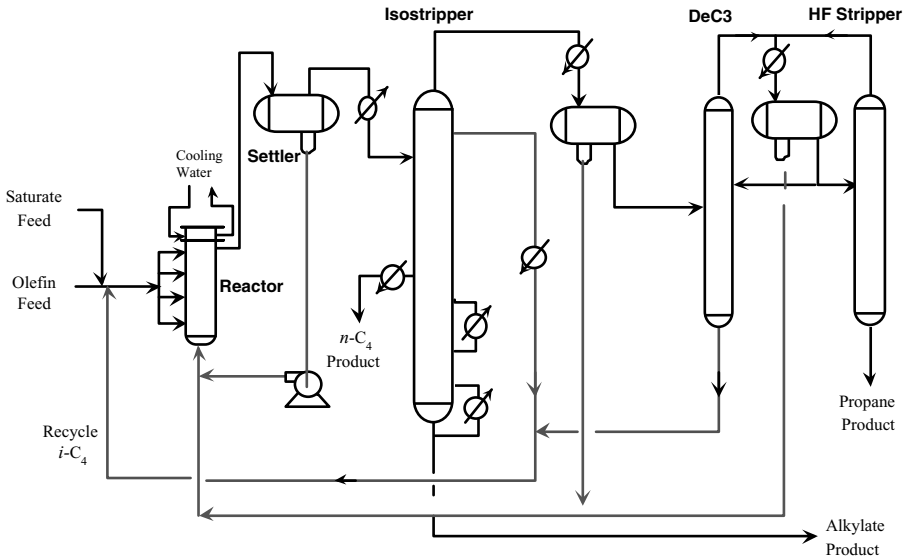 Isostripper
DeC3
HF Stripper
Settler
Cooling
Water
Saturate
Feed
Olefin
Feed
Reactor
n-C4
Product
Recycle
i-C4
Propane
Product
Alkylate
Product